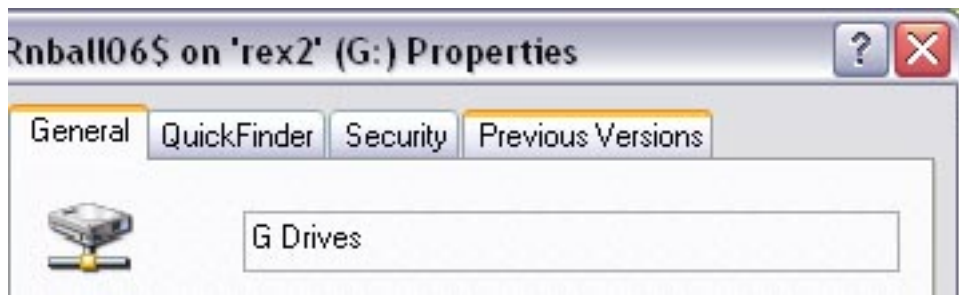 Rnball06$ on 'rex2' (G:) Properties
General QuickFinder Security Previous Versions
G Drives